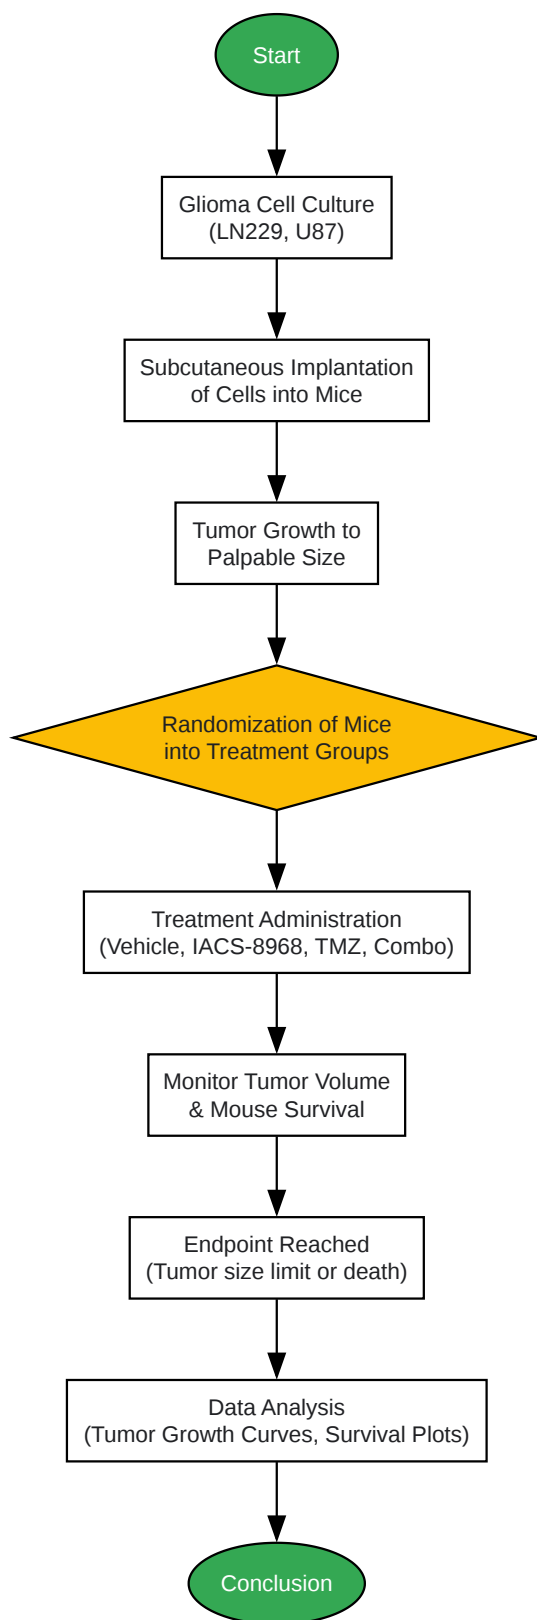 Start
Glioma Cell Culture
(LN229, U87)
Subcutaneous Implantation
of Cells into Mice
Tumor Growth to
Palpable Size
Randomization of Mice
into Treatment Groups
Treatment Administration
(Vehicle, IACS-8968, TMZ, Combo)
Monitor Tumor Volume
& Mouse Survival
Endpoint Reached
(Tumor size limit or death)
Data Analysis
(Tumor Growth Curves, Survival Plots)
Conclusion